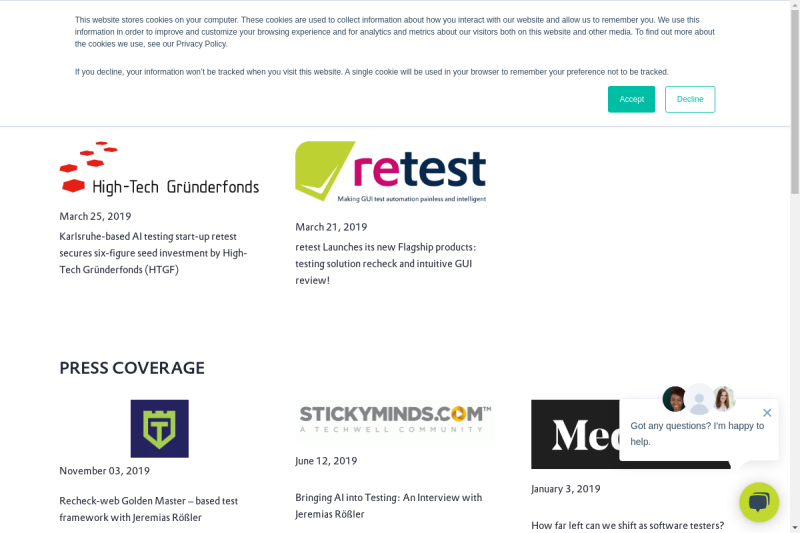 This website stores cookies on your computer. These cookies are used to collect information about how you interact with our website and allow us to remember you. We use this
information in order to improve and customize your browsing experience and for analytics and metrics about our visitors both on this website and other media. To find out more about
the cookies we use, see our Privacy Policy.
If you decline, your information won't be tracked when you visit this website. A single cookie will be used in your browser to remember your preference not to be tracked.
Accept
Decline
High-Tech Gründerfonds
March 25, 2019
Karlsruhe-based AI testing start-up retest
secures six-figure seed investment by High-
Tech Gründerfonds (HTGF)
retest
Making GUI test automation painless and intelligent
March 21, 2019
retest Launches its new Flagship products:
testing solution recheck and intuitive GUI
review!
PRESS COVERAGE
T
November 03, 2019
Recheck-web Golden Master – based test
framework with Jeremias Rößler
STICKYMINDS.COM™
A TECHWELL COMMUNITY
June 12, 2019
Bringing AI into Testing: An Interview with
Jeremias Rößler
January 3, 2019
How far left can we shift as software testers?
Got any questions? I'm happy to
help.